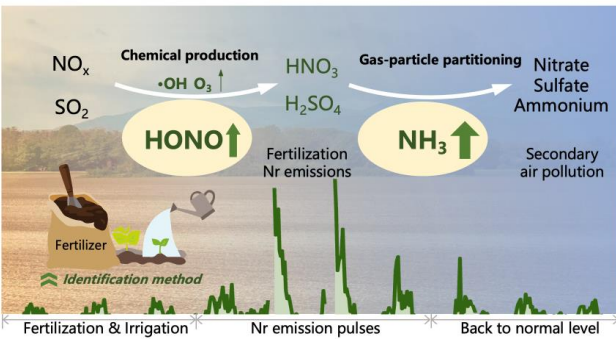 NOₓ
Chemical production
•OH O₃
HNO₃
Gas-particle partitioning
Nitrate
Sulfate
Ammonium
SO₂
H₂SO₄
HONO
NH₃
Fertilization
Nr emissions
Secondary
air pollution
Fertilizer
Identification method
Fertilization & Irrigation
Nr emission pulses
Back to normal level